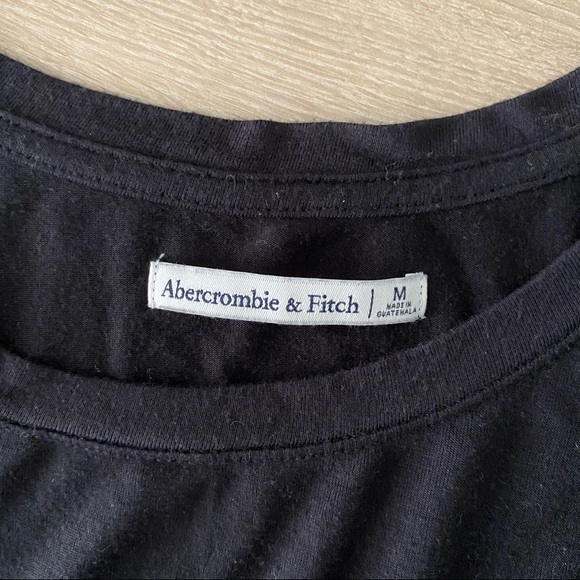 Abercrombie & Fitch | M
MADE IN
GUATEMALA